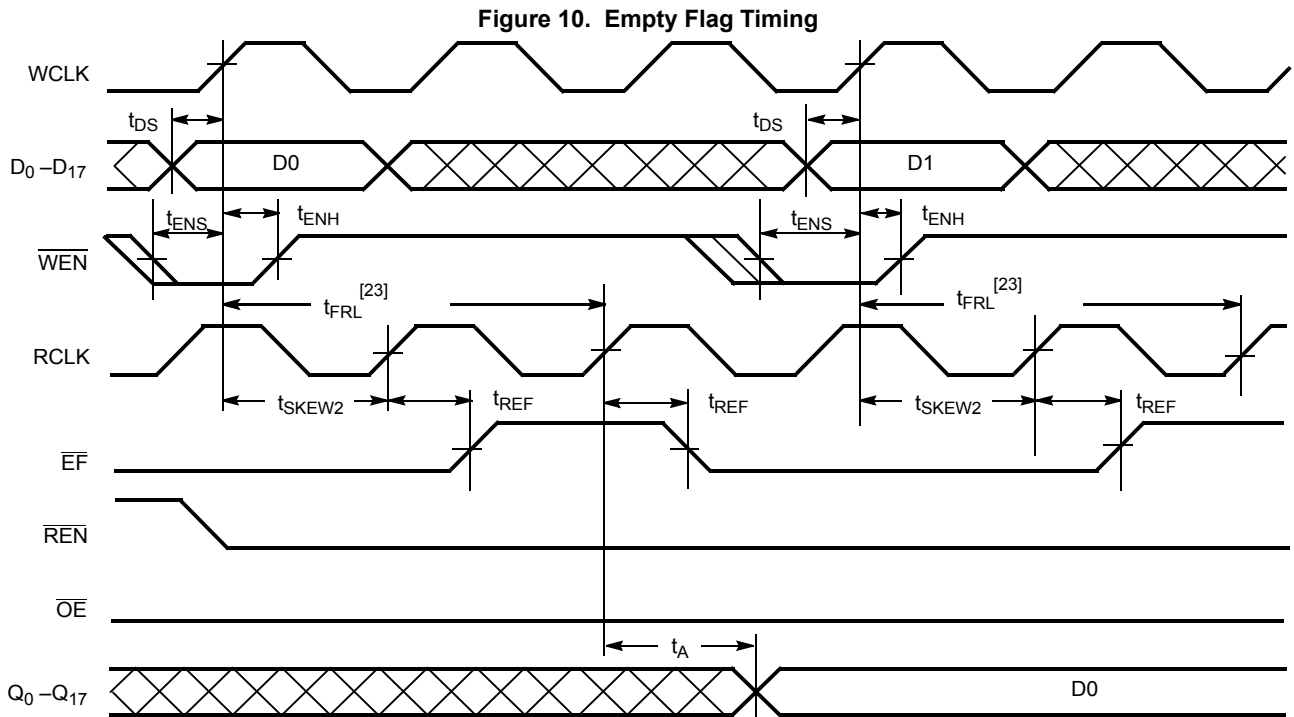 Figure 10. Empty Flag Timing
WCLK
tDS
tDS
D0 –D17
D0
D1
tENS
tENH
tENS
tENH
WEN
tFRL[23]
tFRL[23]
RCLK
tSKEW2
tREF
tREF
tSKEW2
tREF
EF
REN
OE
tA
Q0 –Q17
D0